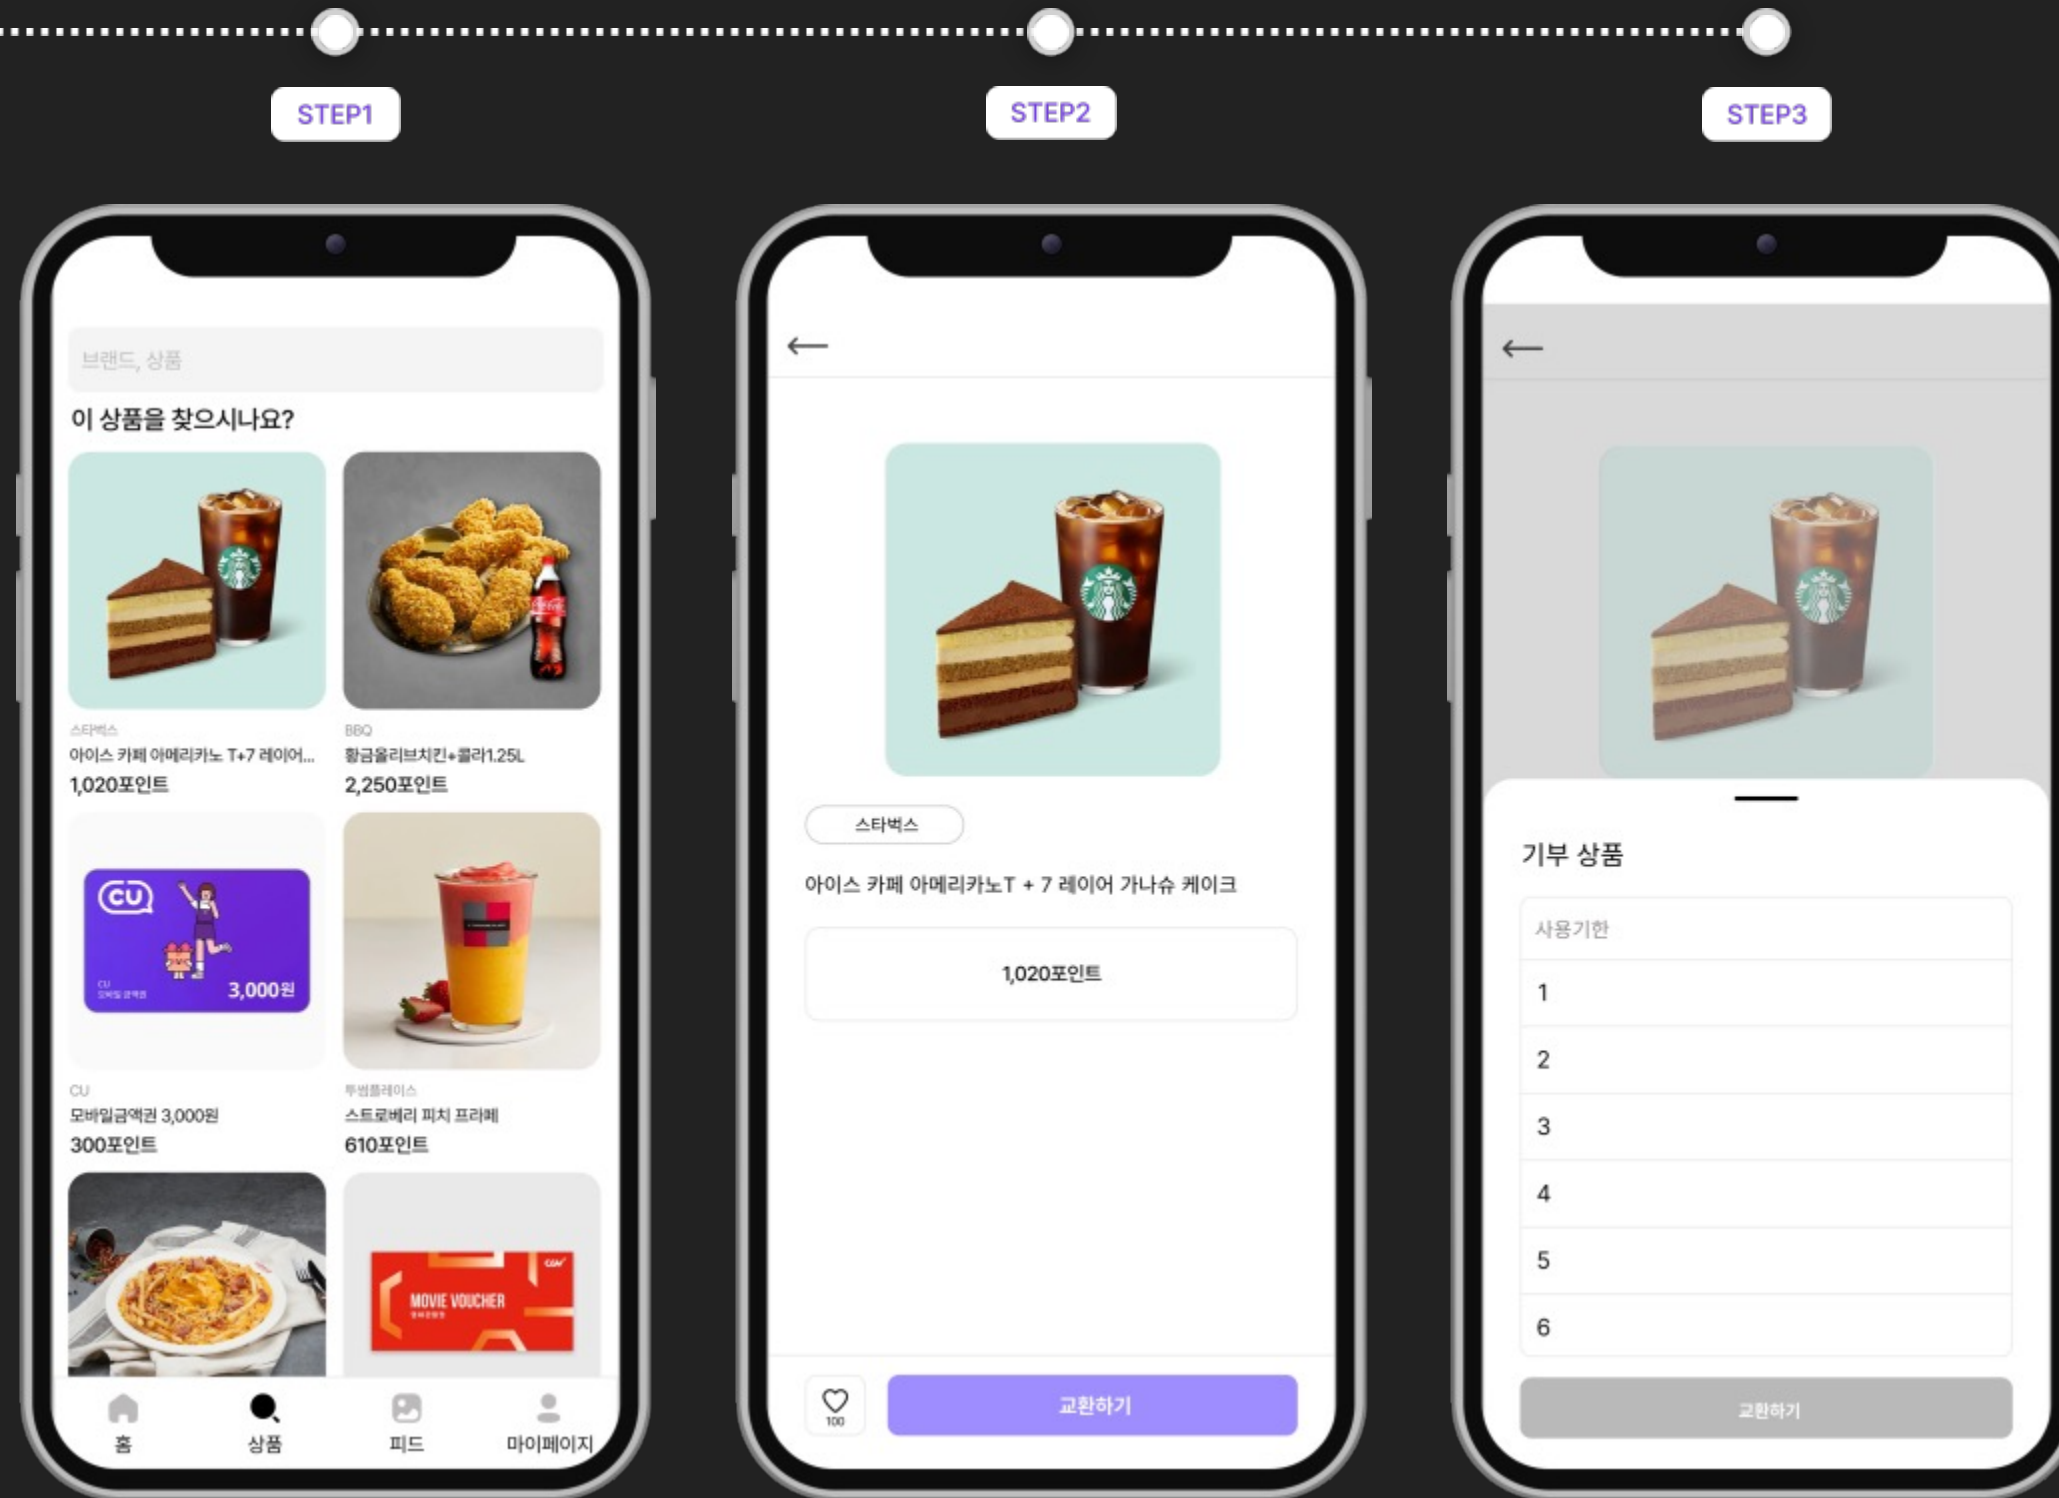 STEP1
STEP2
STEP3
브랜드, 상품
이 상품을 찾으시나요?
스타벅스
아이스 카페 아메리카노 T+7 레이어...
1,020포인트
BBQ
황금올리브치킨+콜라1.25L
2,250포인트
CU
CU
모바일 금액권
3,000원
CU
모바일금액권 3,000원
300포인트
투썸플레이스
스트로베리 피치 프라페
610포인트
CGV
MOVIE VOUCHER
홈
상품
피드
마이페이지
스타벅스
아이스 카페 아메리카노T + 7 레이어 가나슈 케이크
1,020포인트
100
교환하기
기부 상품
사용기한
1
2
3
4
5
6
교환하기